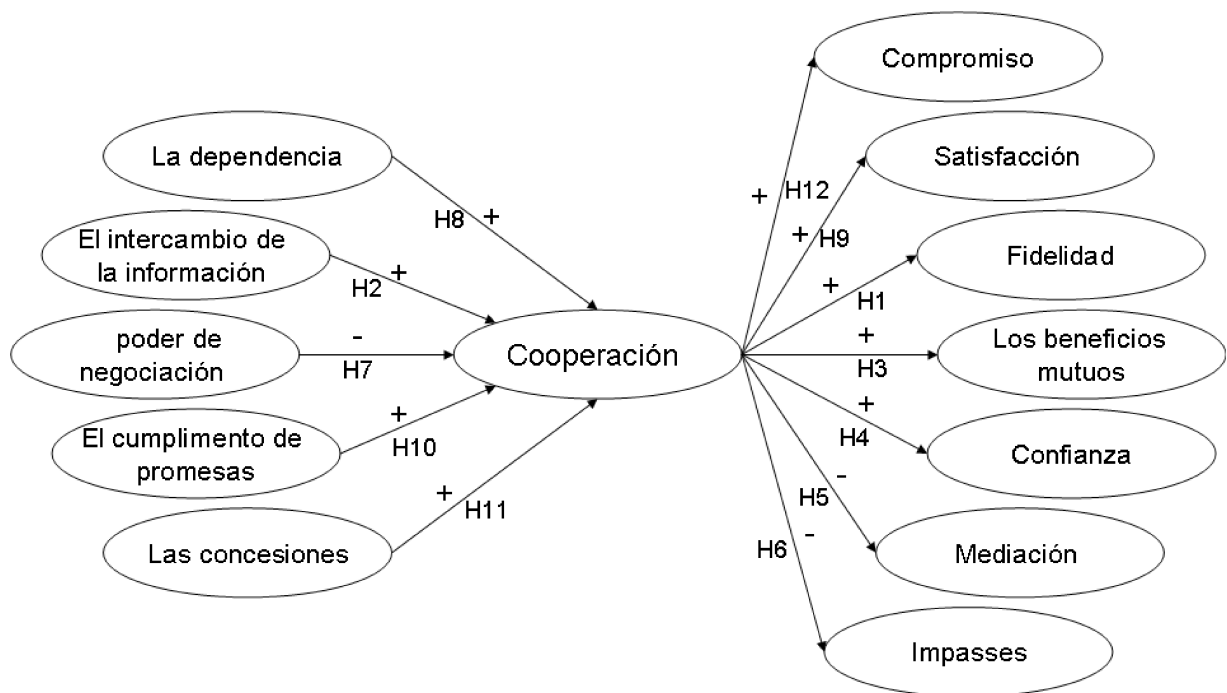 La dependencia
H8 +
El intercambio de
la información
H2 +
poder de
negociación
-
H7
El cumplimento de
promesas
+
H10
Las concesiones
+
H11
Cooperación
Compromiso
+ H12
Satisfacción
+ H9
Fidelidad
+
H1
Los beneficios
mutuos
+
H3
Confianza
+
H4
Mediación
-
H5
Impasses
-
H6